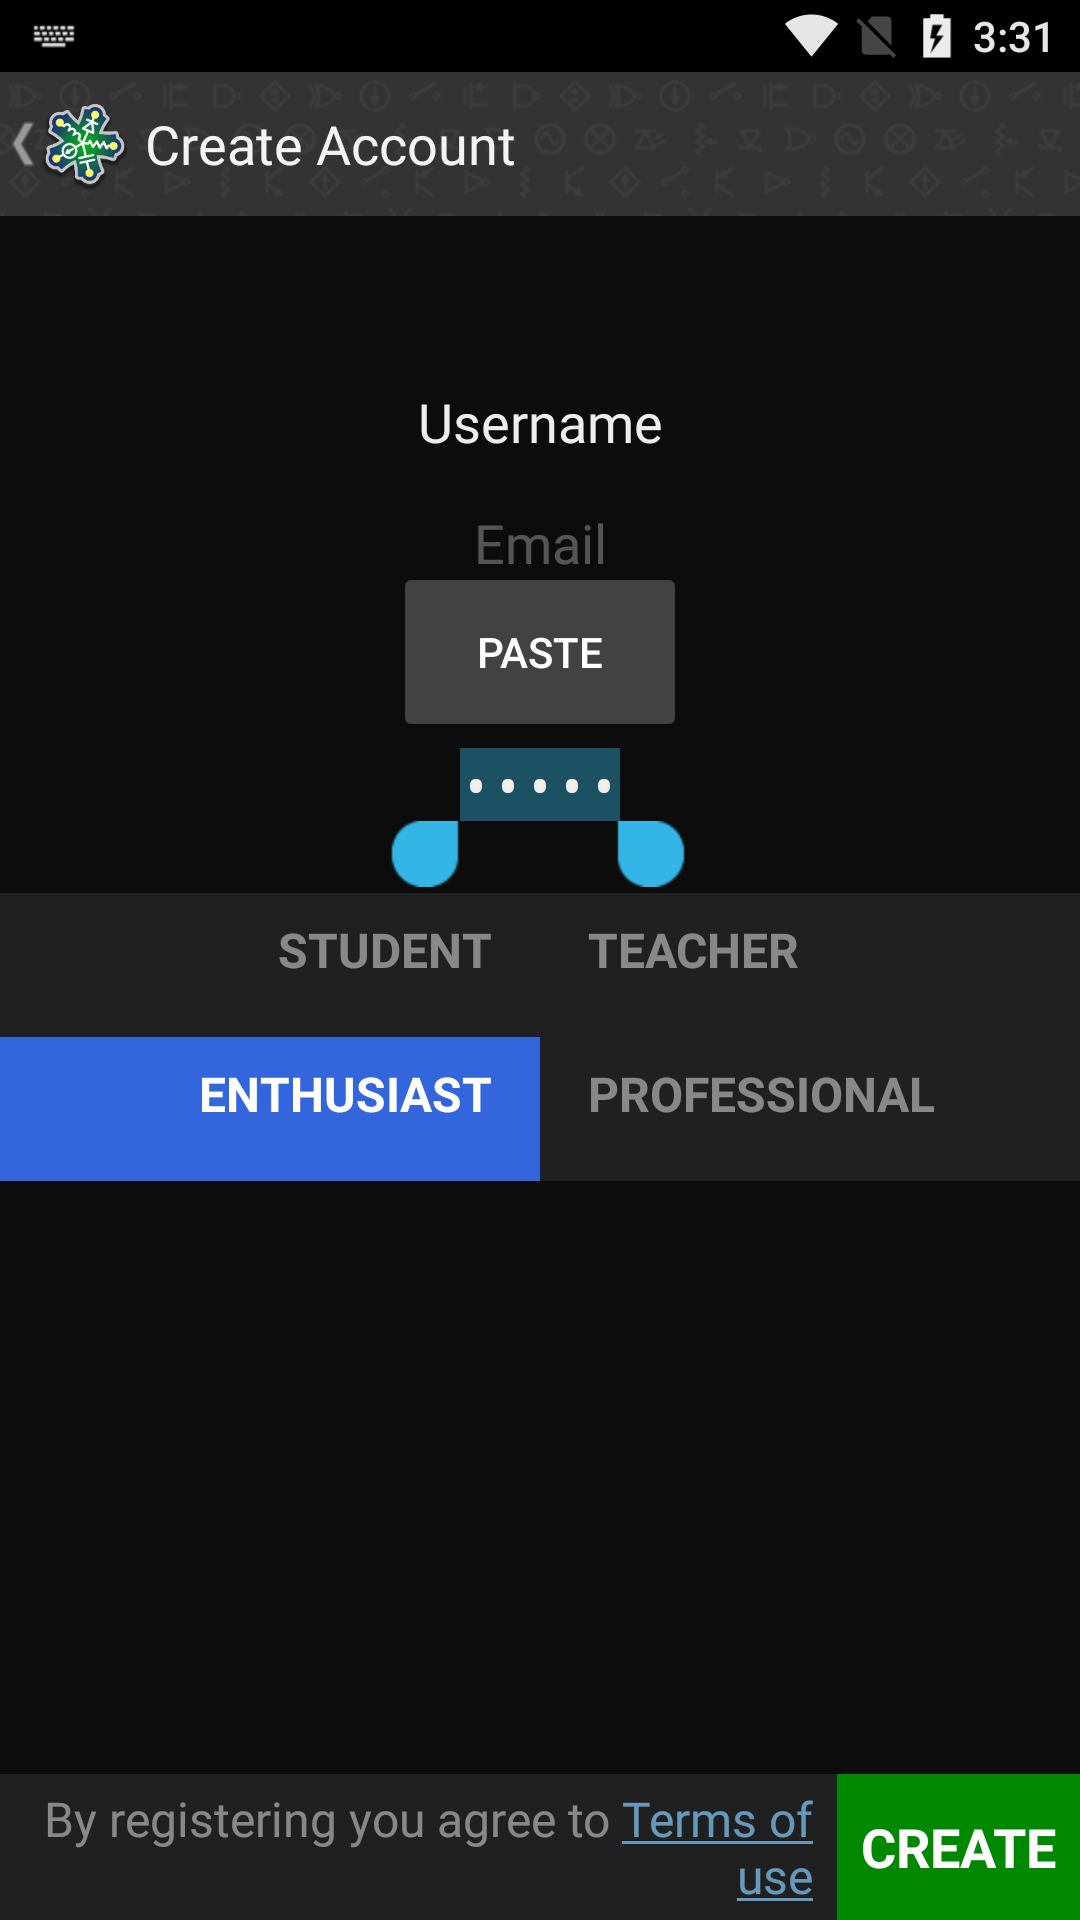 3:31
Create Account
Username
Email
PASTE
•••••
STUDENT
TEACHER
ENTHUSIAST
PROFESSIONAL
By registering you agree to Terms of
use
CREATE